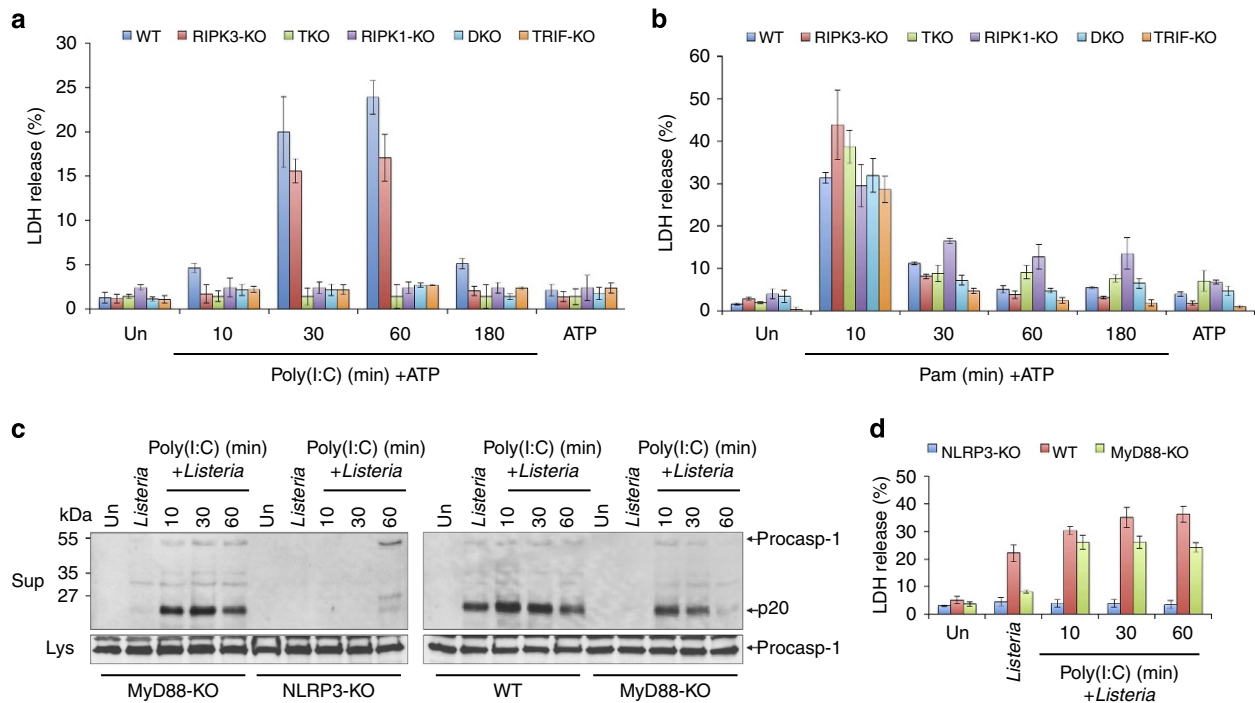 a
WT RIPK3-KO TKO RIPK1-KO DKO TRIF-KO
LDH release (%)
30
25
20
15
10
5
0
Un 10 30 60 180 ATP
Poly(I:C) (min) +ATP
b
WT RIPK3-KO TKO RIPK1-KO DKO TRIF-KO
LDH release (%)
60
50
40
30
20
10
0
Un 10 30 60 180 ATP
Pam (min) +ATP
c
Poly(I:C) (min) Poly(I:C) (min) Poly(I:C) (min) Poly(I:C) (min)
+Listeria +Listeria +Listeria +Listeria
kDa Un Listeria 10 30 60 Un Listeria 10 30 60 Un Listeria 10 30 60 Un Listeria 10 30 60
55
35
27
Sup
Procasp-1
p20
Lys
Procasp-1
MyD88-KO NLRP3-KO WT MyD88-KO
d
NLRP3-KO WT MyD88-KO
LDH release (%)
50
40
30
20
10
0
Un Listeria 10 30 60
Poly(I:C) (min)
+Listeria